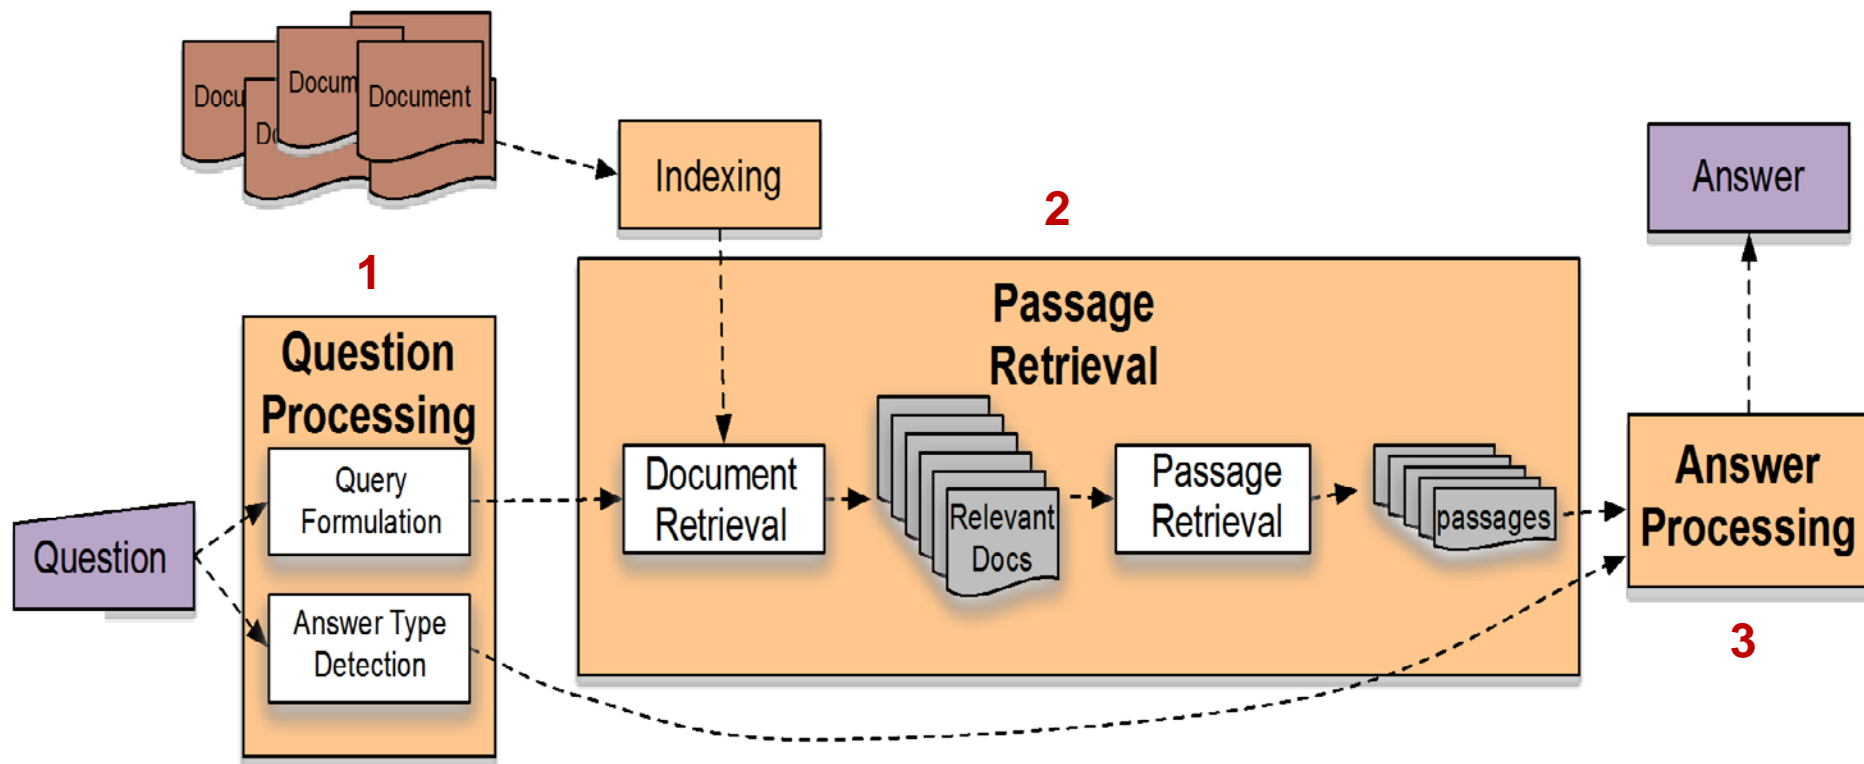 Docu
Docum
Document
Do
Indexing
Answer
1
2
Question
Processing
Query
Formulation
Answer Type
Detection
Question
Passage
Retrieval
Document
Retrieval
Relevant
Docs
Passage
Retrieval
passages
Answer
Processing
3